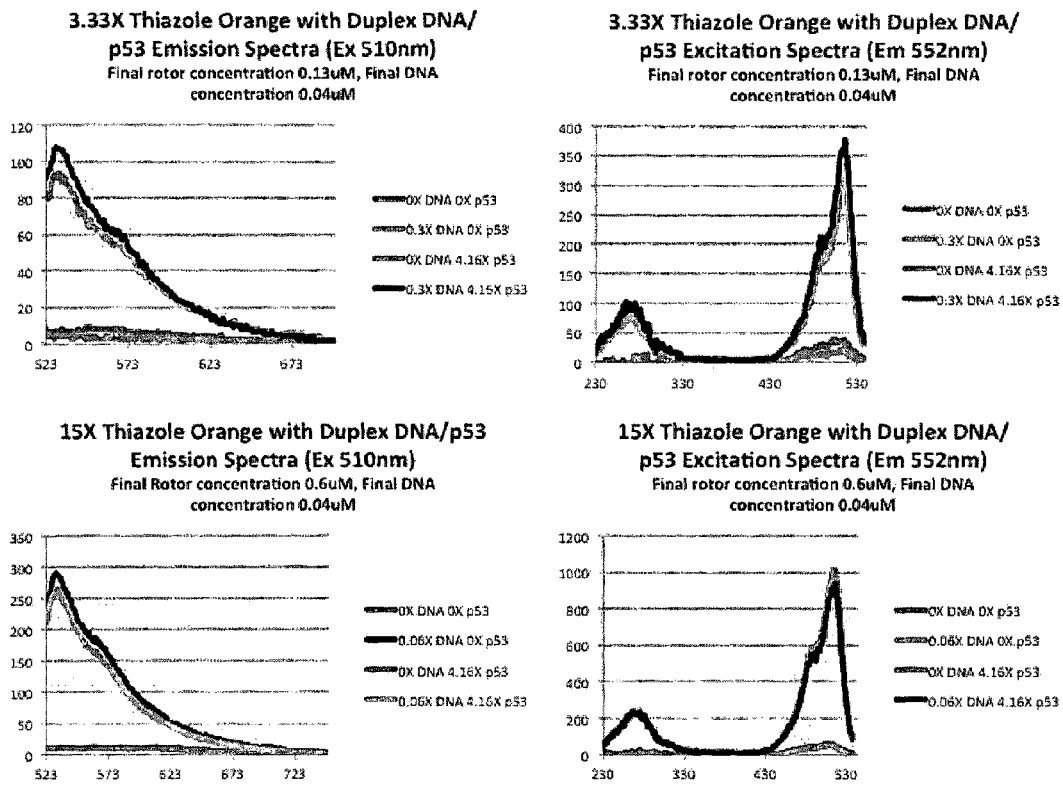 3.33X Thiazole Orange with Duplex DNA/
p53 Emission Spectra (Ex 510nm)
Final rotor concentration 0.13uM, Final DNA
concentration 0.04uM
120
100
80
60
40
20
0
523
573
623
673
0X DNA 0X p53
0.3X DNA 0X p53
0X DNA 4.16X p53
0.3X DNA 4.16X p53
3.33X Thiazole Orange with Duplex DNA/
p53 Excitation Spectra (Em 552nm)
Final rotor concentration 0.13uM, Final DNA
concentration 0.04uM
400
350
300
250
200
150
100
50
0
230
330
430
530
0X DNA 0X p53
0.3X DNA 0X p53
0X DNA 4.16X p53
0.3X DNA 4.16X p53
15X Thiazole Orange with Duplex DNA/p53
Emission Spectra (Ex 510nm)
Final Rotor concentration 0.6uM, Final DNA
concentration 0.04uM
350
300
250
200
150
100
50
0
523
573
623
673
723
0X DNA 0X p53
0.06X DNA 0X p53
0X DNA 4.16X p53
0.06X DNA 4.16X p53
15X Thiazole Orange with Duplex DNA/
p53 Excitation Spectra (Em 552nm)
Final rotor concentration 0.6uM, Final DNA
concentration 0.04uM
1200
1000
800
600
400
200
0
230
330
430
530
0X DNA 0X p53
0.06X DNA 0X p53
0X DNA 4.16X p53
0.06X DNA 4.16X p53